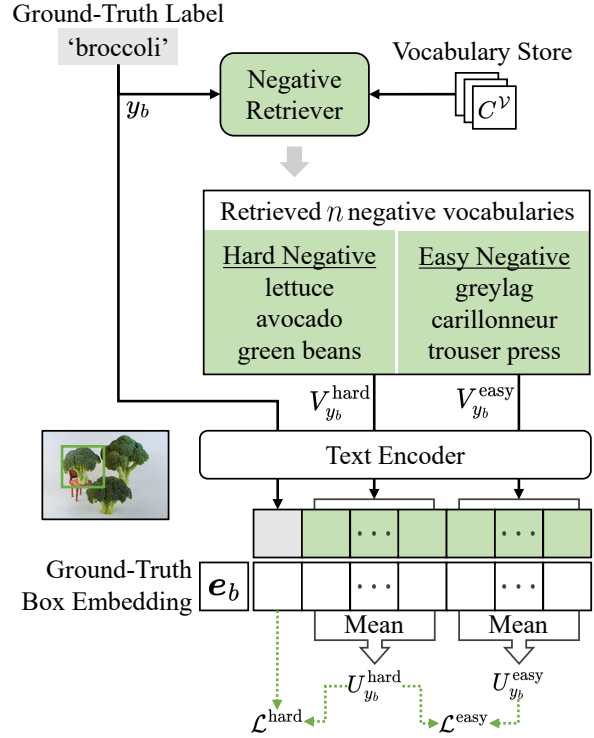 Ground-Truth Label
'broccoli'
Vocabulary Store
Negative
Retriever
y_b
C^𝒱
Retrieved n negative vocabularies
Hard Negative
lettuce
avocado
green beans
Easy Negative
greylag
carillonneur
trouser press
V_{y_b}^{hard}
V_{y_b}^{easy}
Text Encoder
···
···
Ground-Truth
Box Embedding
e_b
···
···
Mean
Mean
U_{y_b}^{hard}
U_{y_b}^{easy}
ℒ^{hard}
ℒ^{easy}